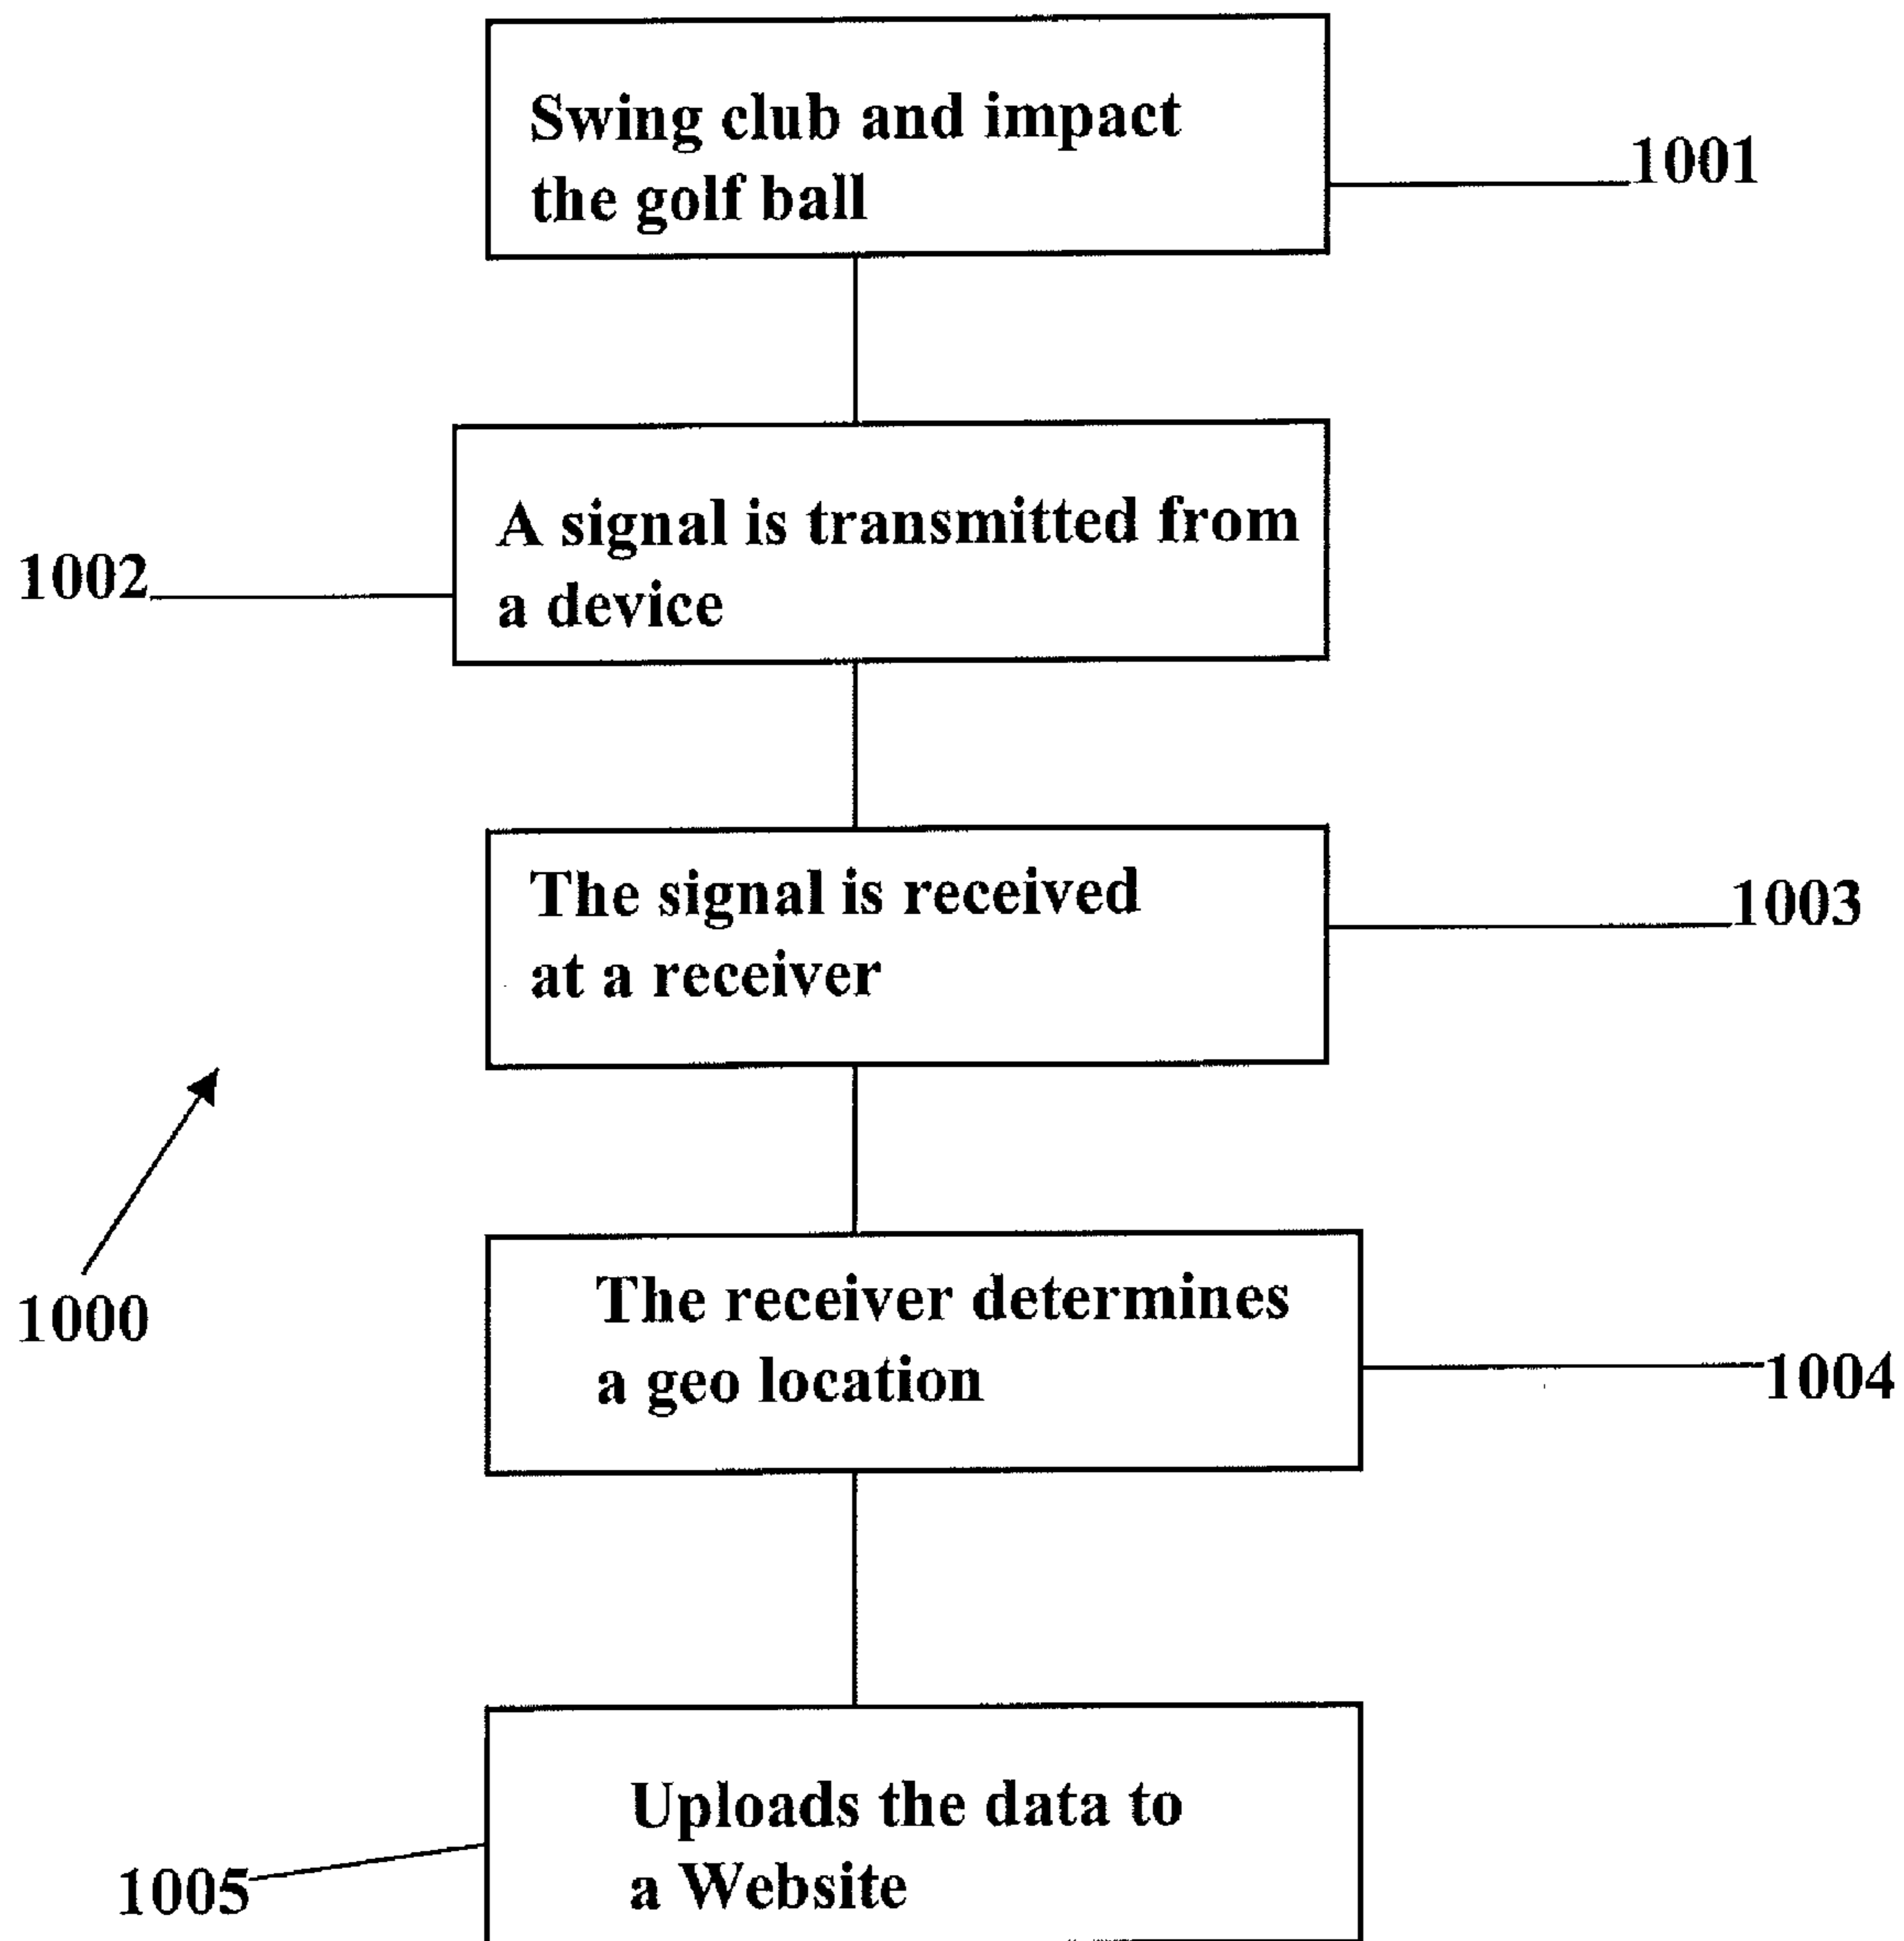 Swing club and impact
the golf ball
1001
A signal is transmitted from
a device
1002
The signal is received
at a receiver
1003
1000
The receiver determines
a geo location
1004
Uploads the data to
a Website
1005